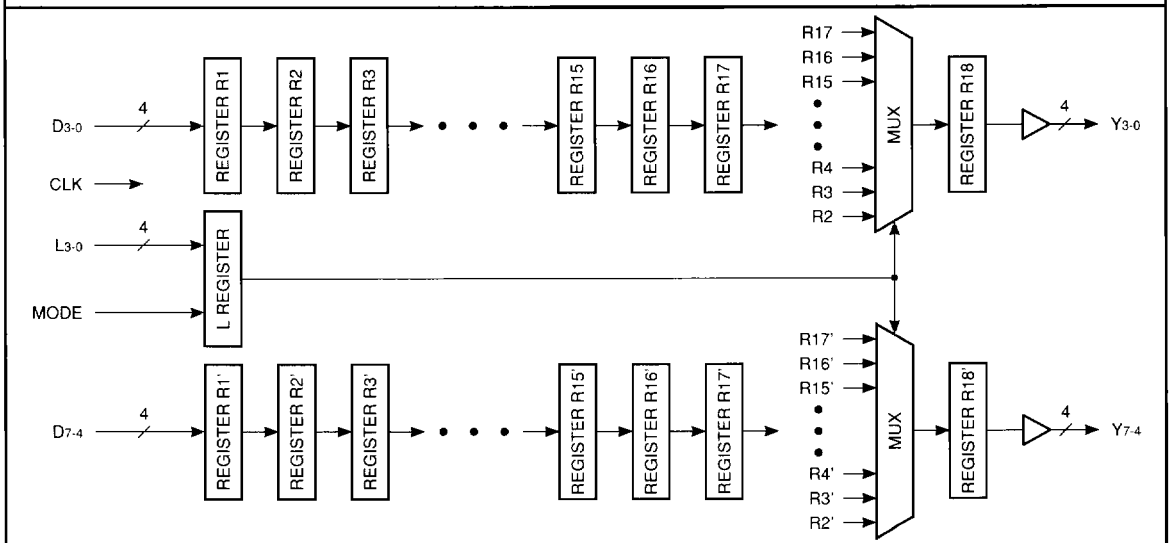 D3-0
4
REGISTER R1
REGISTER R2
REGISTER R3
REGISTER R15
REGISTER R16
REGISTER R17
R17
R16
R15
R4
R3
R2
MUX
REGISTER R18
4
Y3-0
CLK
L3-0
4
MODE
L REGISTER
D7-4
4
REGISTER R1'
REGISTER R2'
REGISTER R3'
REGISTER R15'
REGISTER R16'
REGISTER R17'
R17'
R16'
R15'
R4'
R3'
R2'
MUX
REGISTER R18'
4
Y7-4